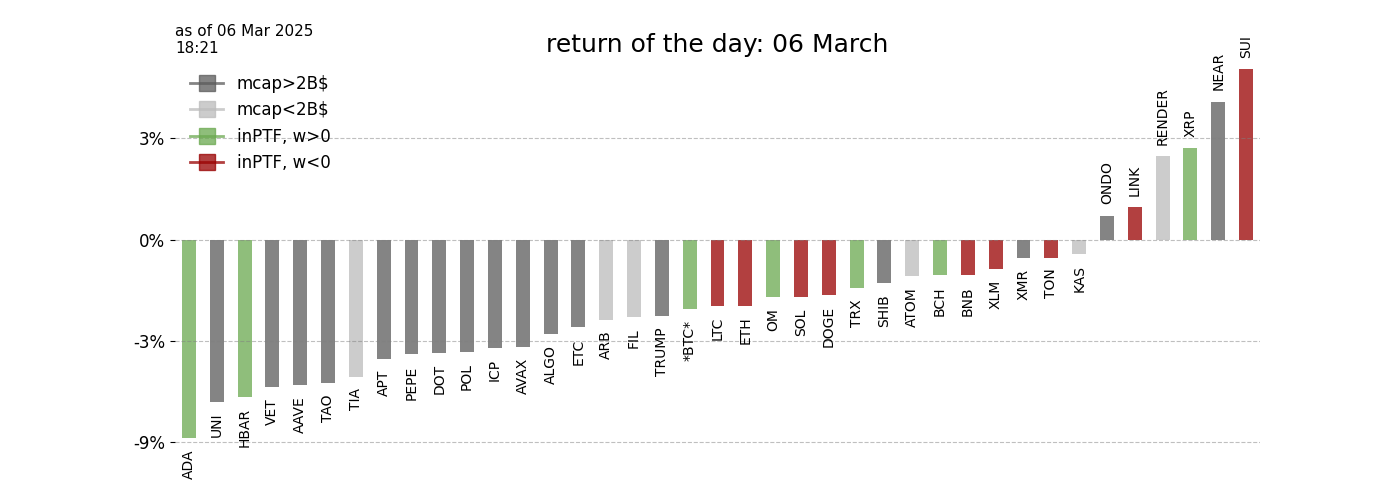 as of 06 Mar 2025
18:21
return of the day: 06 March
mcap>2B$
mcap<2B$
inPTF, w>0
inPTF, w<0
3%
0%
-3%
-9%
ADA
UNI
HBAR
VET
AAVE
TAO
TIA
APT
PEPE
DOT
POL
ICP
AVAX
ALGO
ETC
ARB
FIL
TRUMP
*BTC*
LTC
ETH
OM
SOL
DOGE
TRX
SHIB
ATOM
BCH
BNB
XLM
XMR
TON
KAS
ONDO
LINK
RENDER
XRP
NEAR
SUI